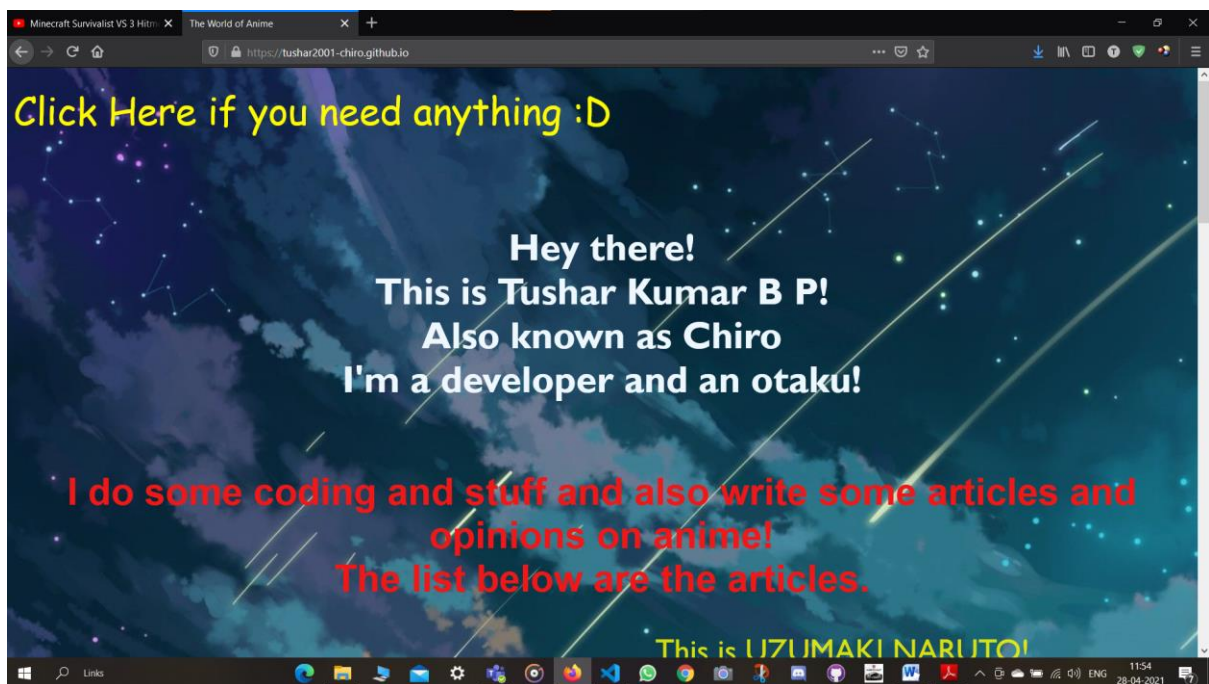 Minecraft Survivalist VS 3 Hitm
The World of Anime
https://tushar2001-chiro.github.io
Click Here if you need anything :D
Hey there!
This is Tushar Kumar B P!
Also known as Chiro
I'm a developer and an otaku!
I do some coding and stuff and also write some articles and
opinions on anime!
The list below are the articles.
This is UZUMAKI NARUTO!
Links
ENG
11:54
28-04-2021